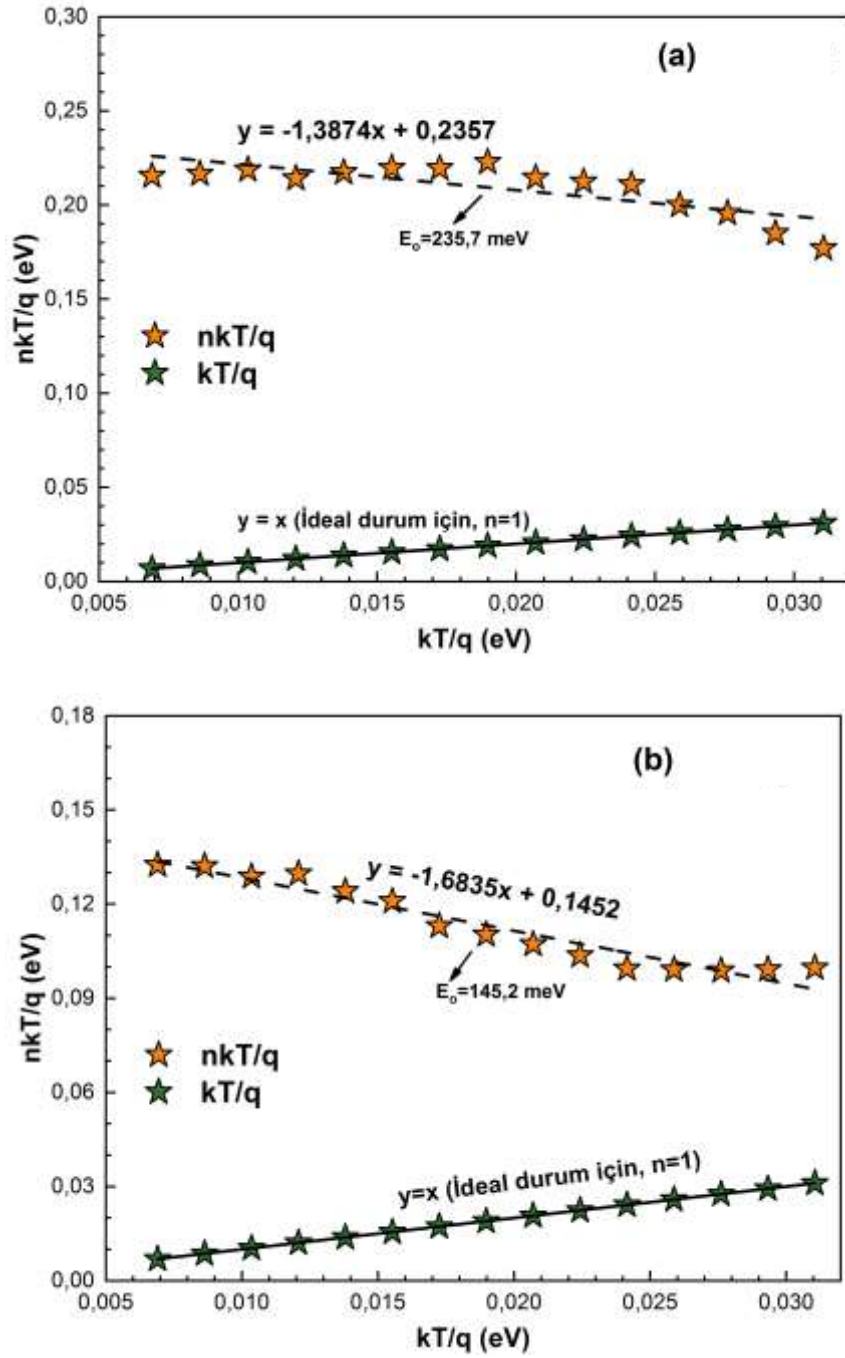 (a)
y = -1,3874x + 0,2357
E₀=235,7 meV
nkT/q
kT/q
y = x (İdeal durum için, n=1)
nkT/q (eV)
0,30
0,25
0,20
0,15
0,10
0,05
0,00
0,005 0,010 0,015 0,020 0,025 0,030
kT/q (eV)
(b)
y = -1,6835x + 0,1452
E₀=145,2 meV
nkT/q
kT/q
y=x (İdeal durum için, n=1)
nkT/q (eV)
0,18
0,15
0,12
0,09
0,06
0,03
0,00
0,005 0,010 0,015 0,020 0,025 0,030
kT/q (eV)